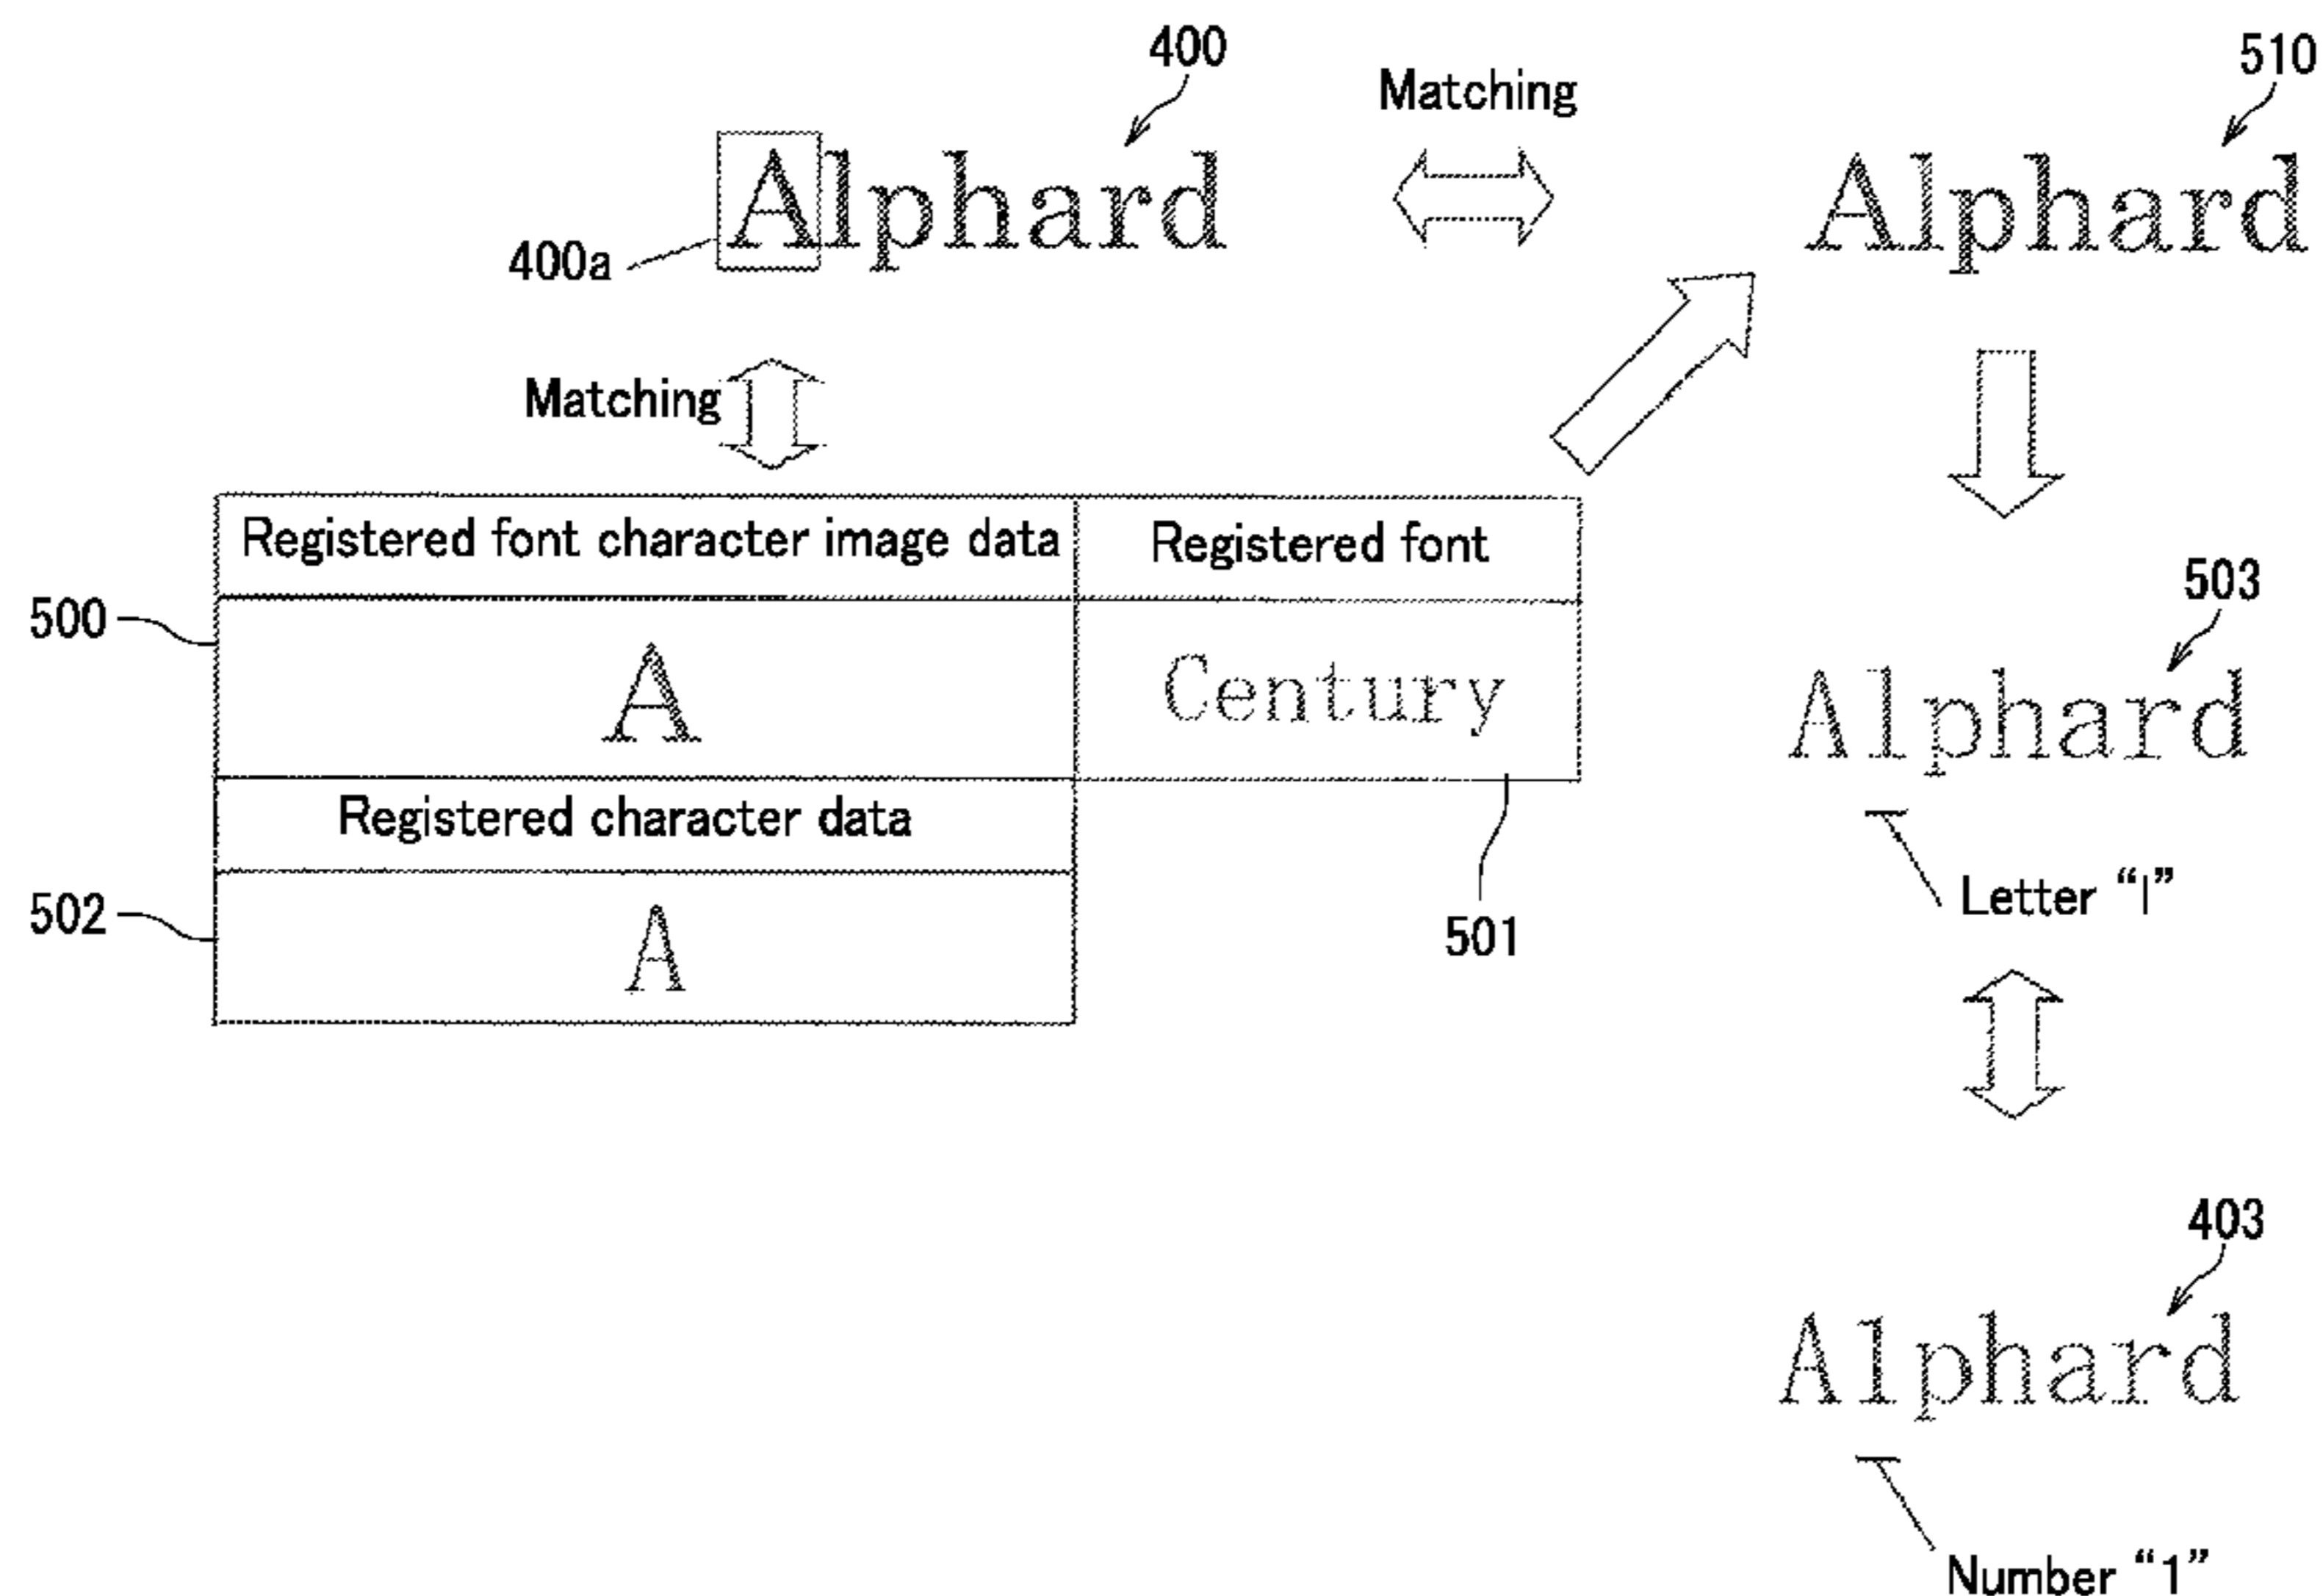 400
510
Matching
Alphard
Alphard
400a
Matching
Registered font character image data
Registered font
500
A
Century
503
Alphard
Registered character data
Letter “l”
502
A
501
403
A1phard
Number “1”